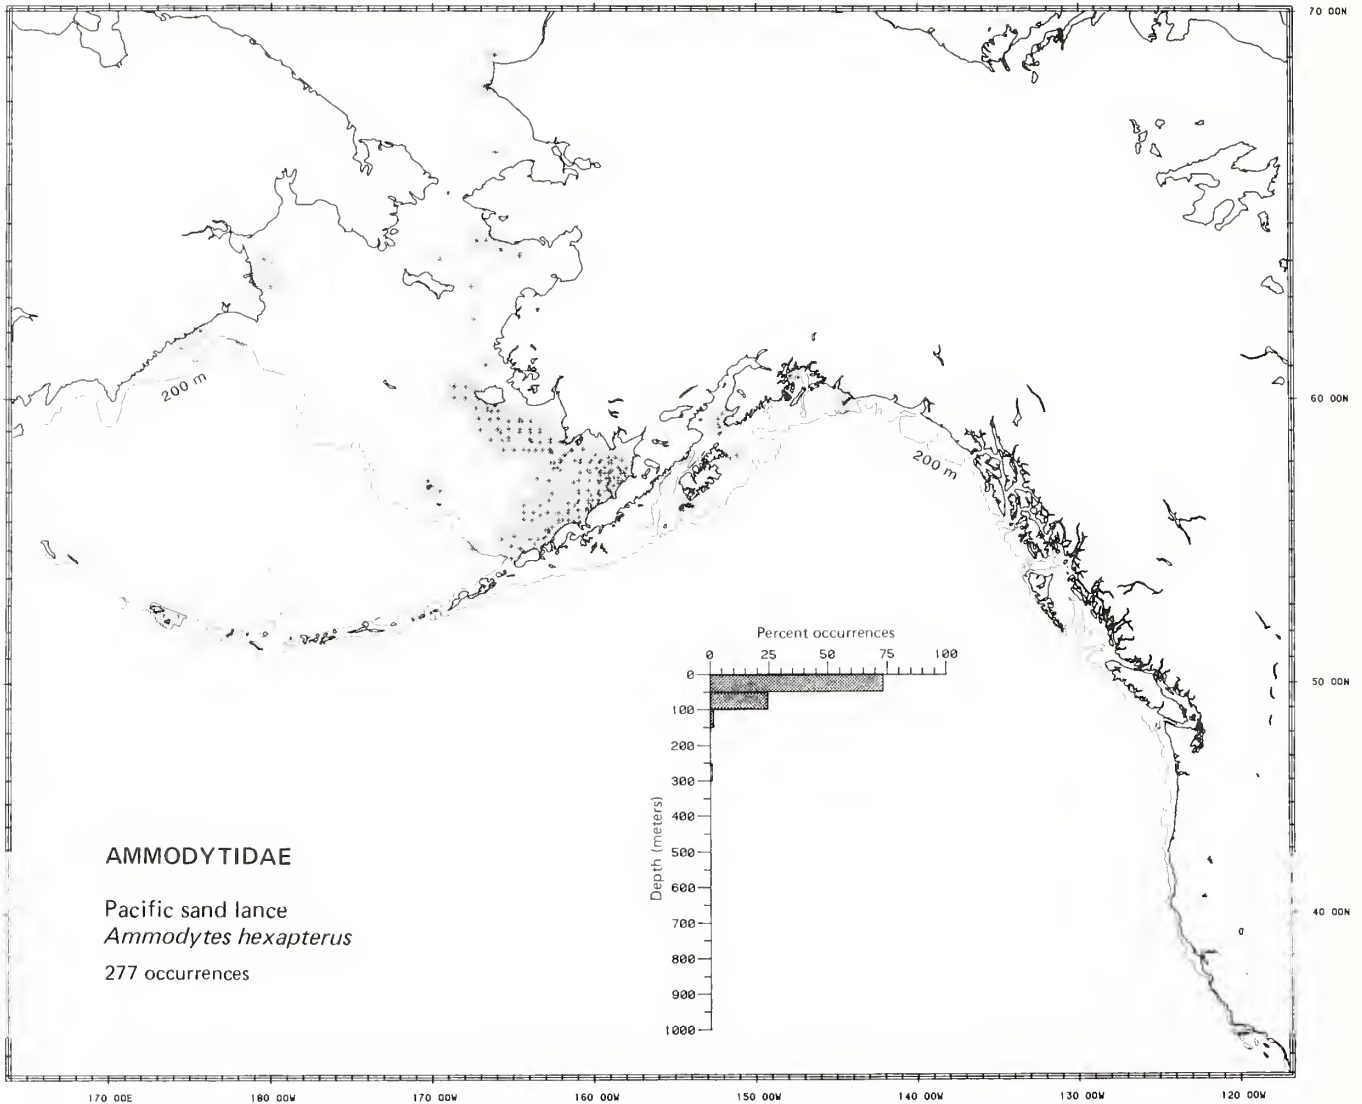 70 00N
200 m
60 00N
200 m
Percent occurrences
0 25 50 75 100
0
50 00N
100
200
300
400
Depth (meters)
500
600
700
800
900
1000
40 00N
AMMODYTIDAE
Pacific sand lance
Ammodytes hexapterus
277 occurrences
170 00E 180 00W 170 00W 160 00W 150 00W 140 00W 130 00W 120 00W